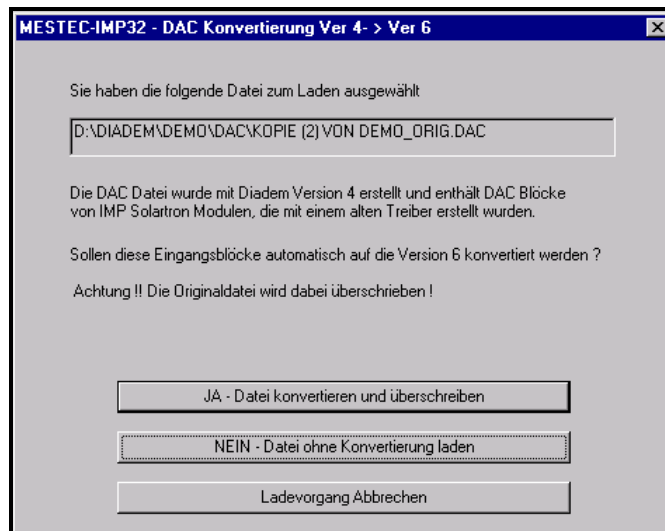 MESTEC-IMP32 - DAC Konvertierung Ver 4- > Ver 6
Sie haben die folgende Datei zum Laden ausgewählt
D:\DIADEM\DEMO\DAC\KOPIE (2) VON DEMO_ORIG.DAC
Die DAC Datei wurde mit Diadem Version 4 erstellt und enthält DAC Blöcke
von IMP Solartron Modulen, die mit einem alten Treiber erstellt wurden.
Sollen diese Eingangsblöcke automatisch auf die Version 6 konvertiert werden ?
Achtung !! Die Originaldatei wird dabei überschrieben !
JA - Datei konvertieren und überschreiben
NEIN - Datei ohne Konvertierung laden
Ladevorgang Abbrechen